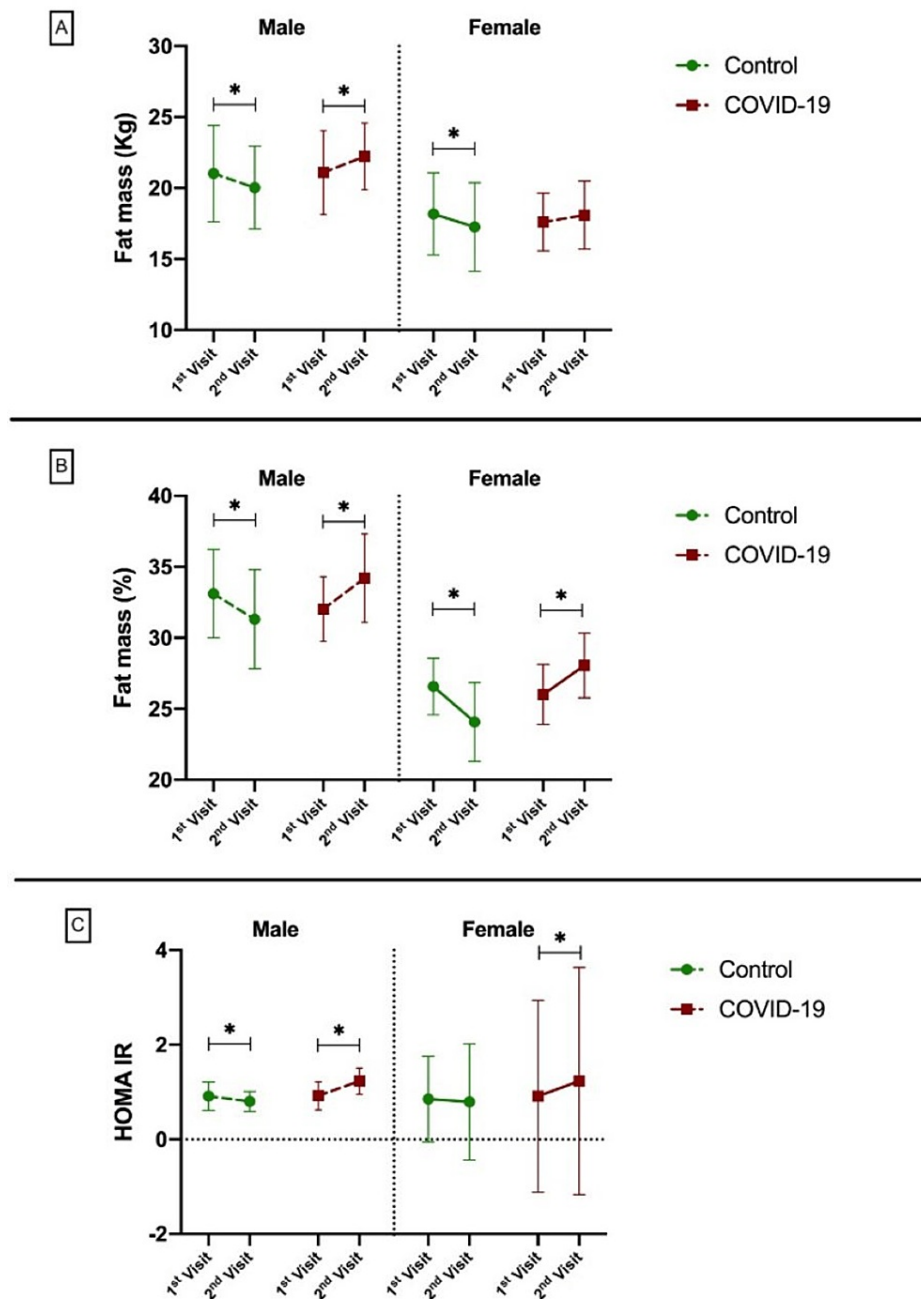 A
Male Female
30
25
20
15
10
Fat mass (Kg)
* * *
Control
COVID-19
1st Visit 2nd Visit 1st Visit 2nd Visit 1st Visit 2nd Visit 1st Visit 2nd Visit
B
Male Female
40
35
30
25
20
Fat mass (%)
* * * *
Control
COVID-19
1st Visit 2nd Visit 1st Visit 2nd Visit 1st Visit 2nd Visit 1st Visit 2nd Visit
C
Male Female
4
2
0
-2
HOMA IR
* * *
Control
COVID-19
1st Visit 2nd Visit 1st Visit 2nd Visit 1st Visit 2nd Visit 1st Visit 2nd Visit